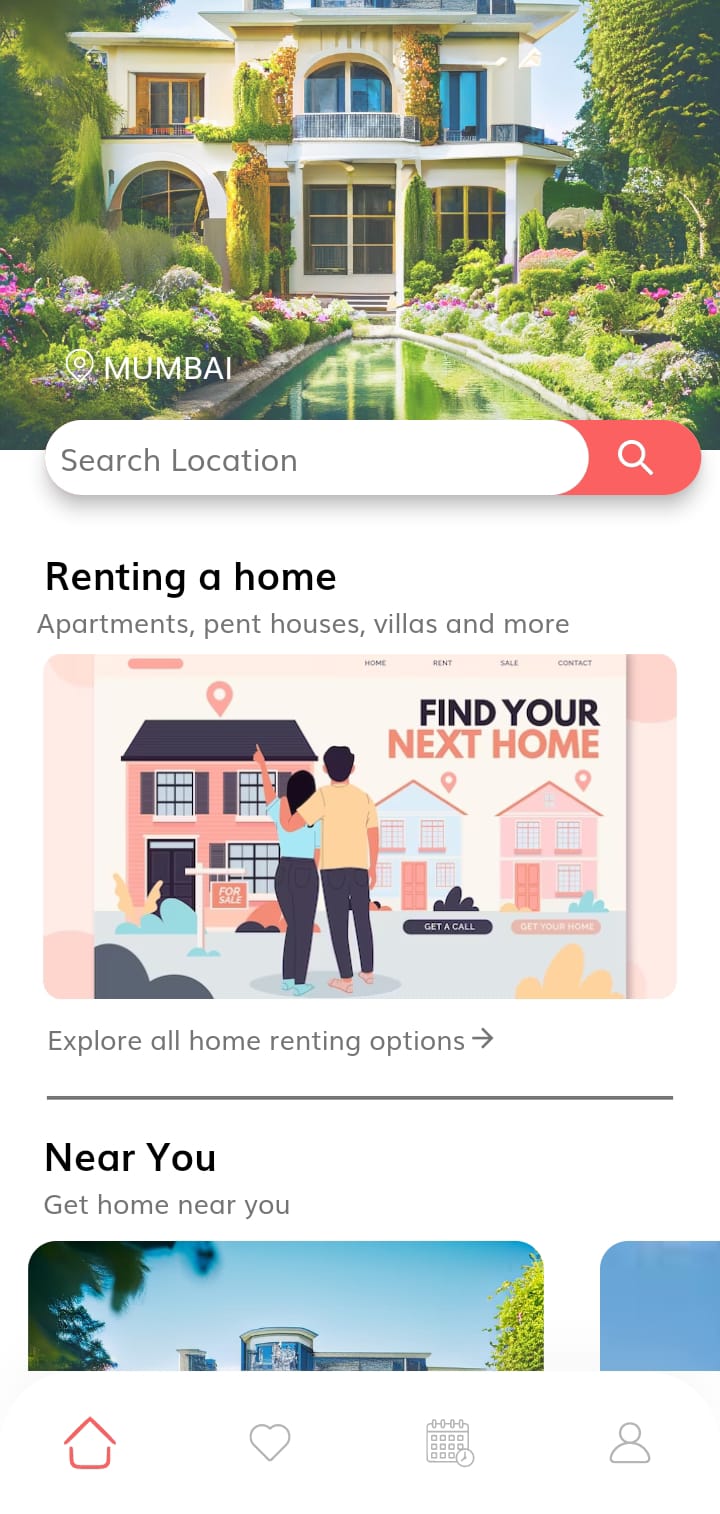 MUMBAI
Search Location
Renting a home
Apartments, pent houses, villas and more
HOME RENT SALE CONTACT
FIND YOUR
NEXT HOME
FOR
SALE
GET A CALL GET YOUR HOME
Explore all home renting options
Near You
Get home near you